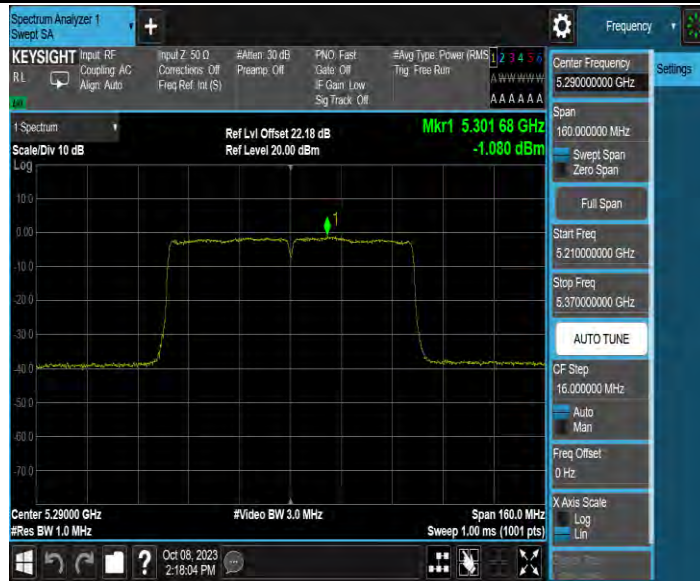 Spectrum Analyzer 1
Swept SA
+
Frequency
KEYSIGHT
RL
Input: RF
Coupling: AC
Align: Auto
Input Z: 50 Ω
Corrections: Off
Freq Ref: Int (S)
#Atten: 30 dB
Preamp: Off
PNO: Fast
Gate: Off
IF Gain: Low
Sig Track: Off
#Avg Type: Power (RMS
Trig: Free Run
1 2 3 4 5 6
A W W W W W
A A A A A A
1 Spectrum
Scale/Div 10 dB
Log
Ref Lvl Offset 22.18 dB
Ref Level 20.00 dBm
Mkr1 5.301 68 GHz
-1.080 dBm
10.0
0.00
-10.0
-20.0
-30.0
-40.0
-50.0
-60.0
-70.0
1
Center 5.29000 GHz
#Res BW 1.0 MHz
#Video BW 3.0 MHz
Span 160.0 MHz
Sweep 1.00 ms (1001 pts)
?
Oct 08, 2023
2:18:04 PM
Center Frequency
5.290000000 GHz
Settings
Span
160.000000 MHz
Swept Span
Zero Span
Full Span
Start Freq
5.210000000 GHz
Stop Freq
5.370000000 GHz
AUTO TUNE
CF Step
16.000000 MHz
Auto
Man
Freq Offset
0 Hz
X Axis Scale
Log
Lin